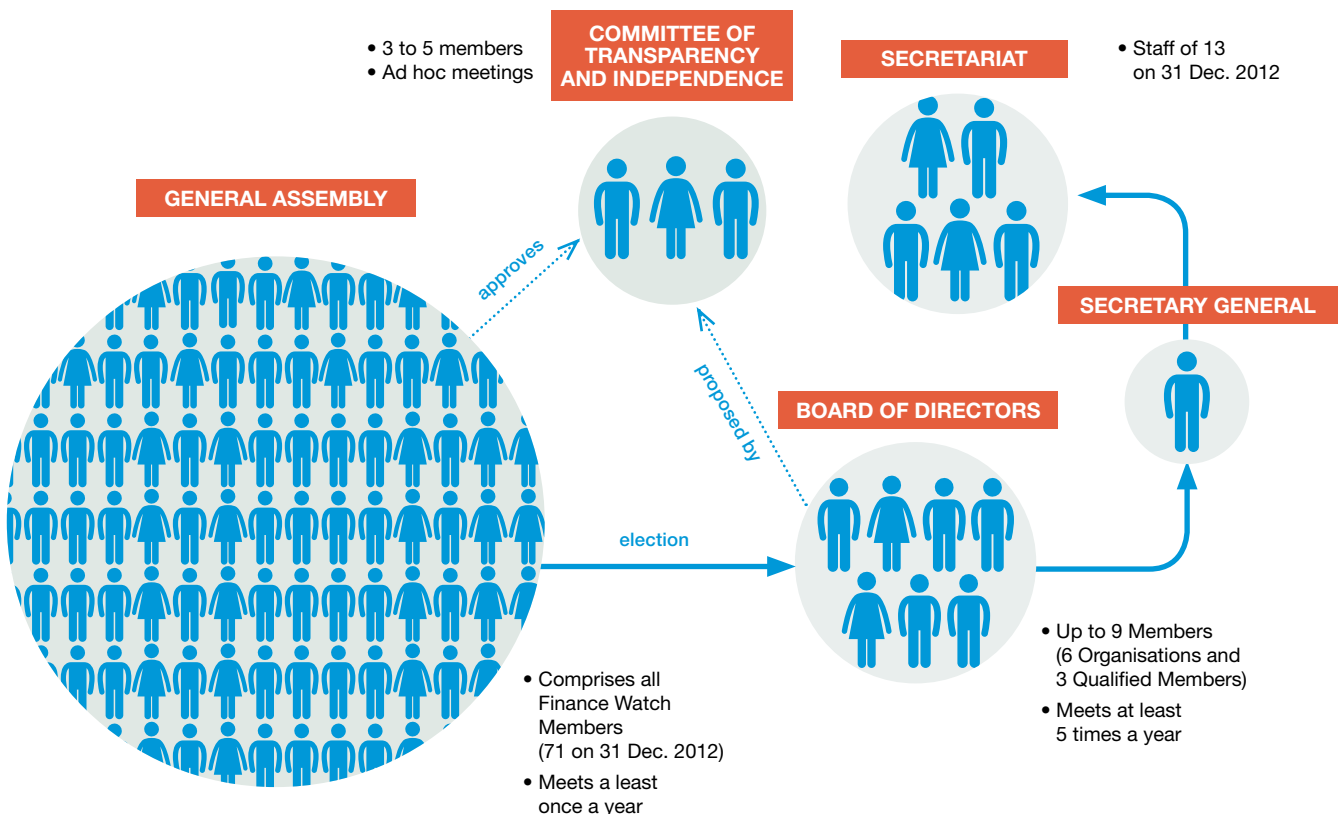 • 3 to 5 members
• Ad hoc meetings
COMMITTEE OF
TRANSPARENCY
AND INDEPENDENCE
SECRETARIAT
• Staff of 13
on 31 Dec. 2012
GENERAL ASSEMBLY
approves
SECRETARY GENERAL
proposed by
BOARD OF DIRECTORS
election
• Comprises all
Finance Watch
Members
(71 on 31 Dec. 2012)
• Meets a least
once a year
• Up to 9 Members
(6 Organisations and
3 Qualified Members)
• Meets at least
5 times a year